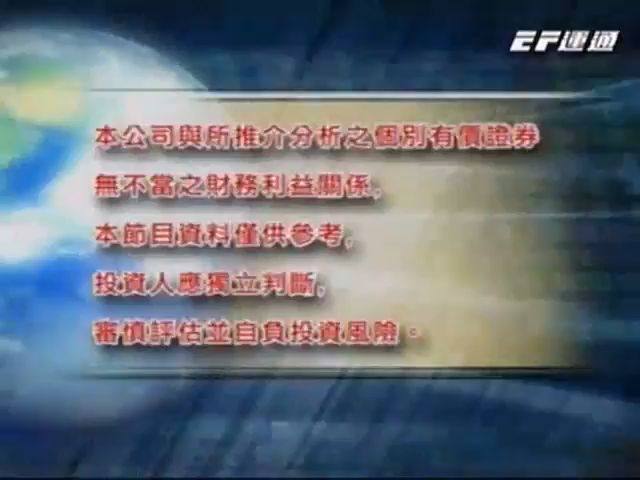 EF運通
本公司與所推介分析之個別有價證券
無不當之財務利益關係,
本節目資料僅供參考,
投資人應獨立判斷,
審慎評估並自負投資風險。